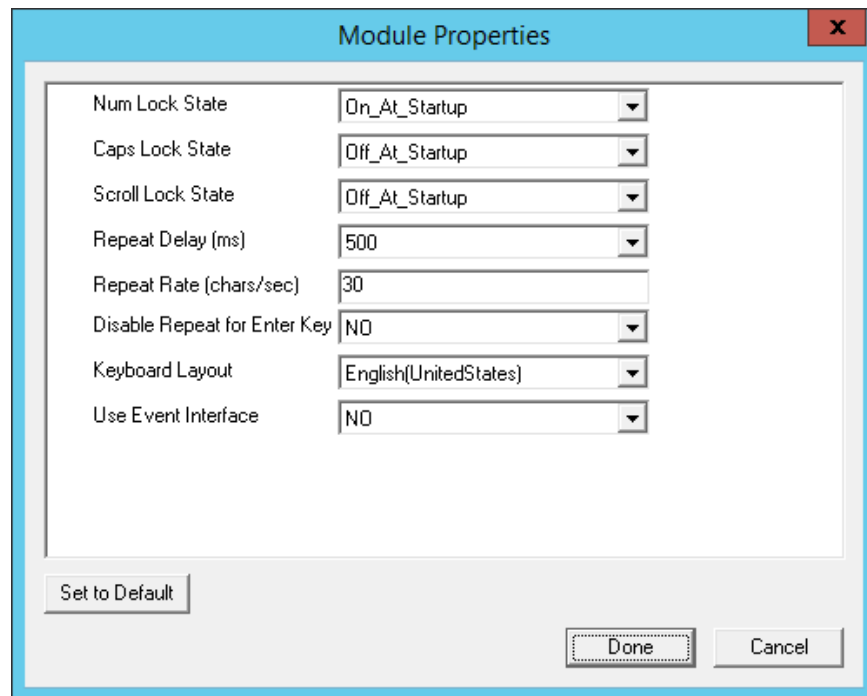 Module Properties
x
Num Lock State On_At_Startup
Caps Lock State Off_At_Startup
Scroll Lock State Off_At_Startup
Repeat Delay (ms) 500
Repeat Rate (chars/sec) 30
Disable Repeat for Enter Key NO
Keyboard Layout English(UnitedStates)
Use Event Interface NO
Set to Default
Done Cancel